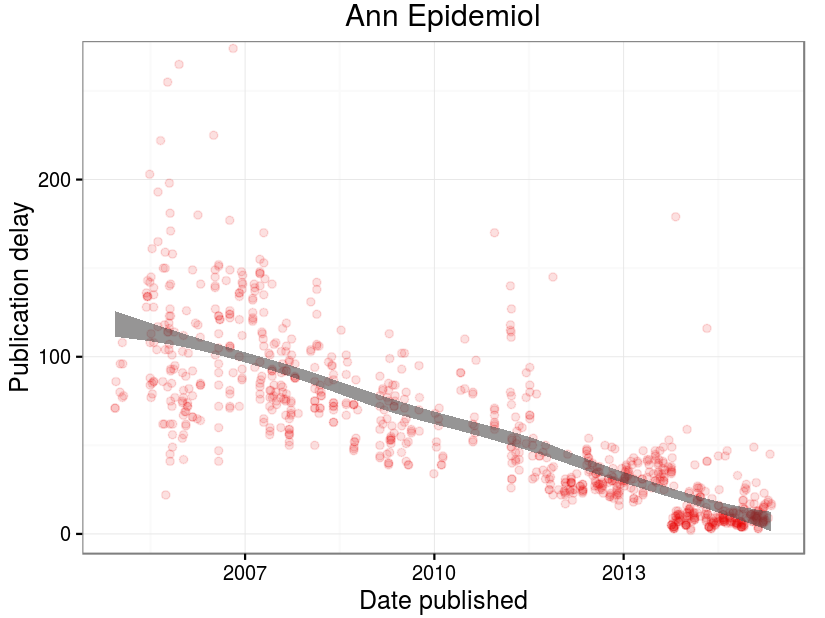 Ann Epidemiol
Publication delay
200
100
0
2007 2010 2013
Date published